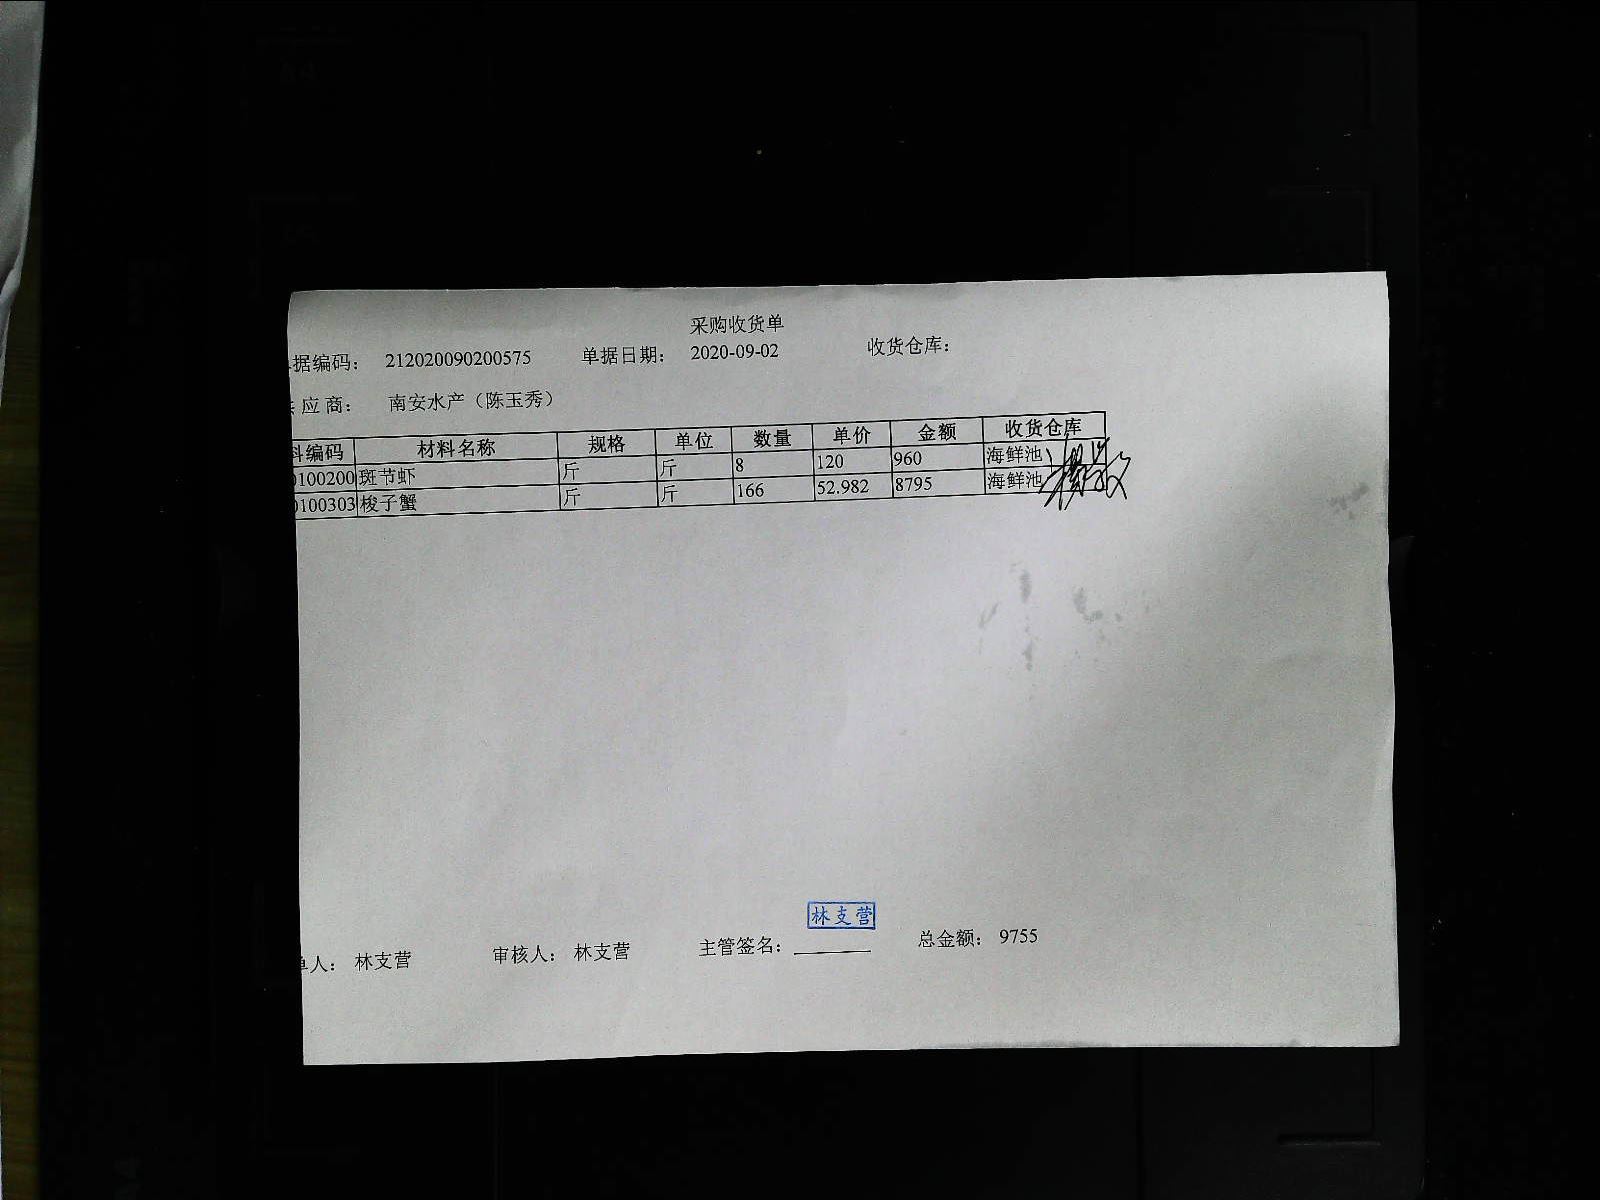 采购收货单
据编码： 212020090200575 单据日期： 2020-09-02 收货仓库：
应商： 南安水产（陈玉秀）
料编码 材料名称 规格 单位 数量 单价 金额 收货仓库
0100200 斑节虾 斤 斤 8 120 960 海鲜池
0100303 梭子蟹 斤 斤 166 52.982 8795 海鲜池
林支营
单人： 林支营 审核人： 林支营 主管签名： 总金额： 9755